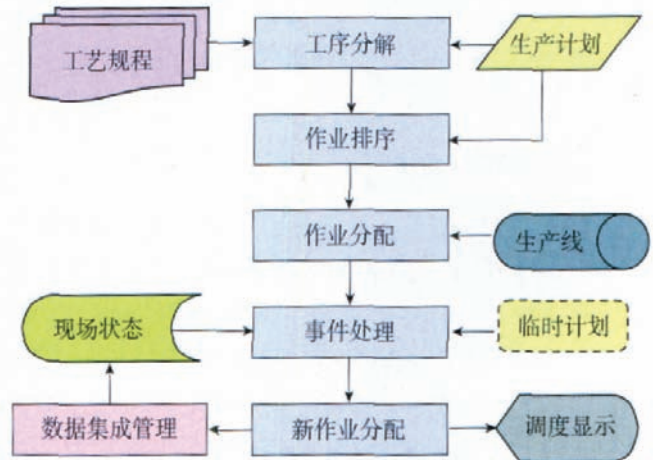 工艺规程
工序分解
生产计划
作业排序
作业分配
生产线
现场状态
事件处理
临时计划
数据集成管理
新作业分配
调度显示